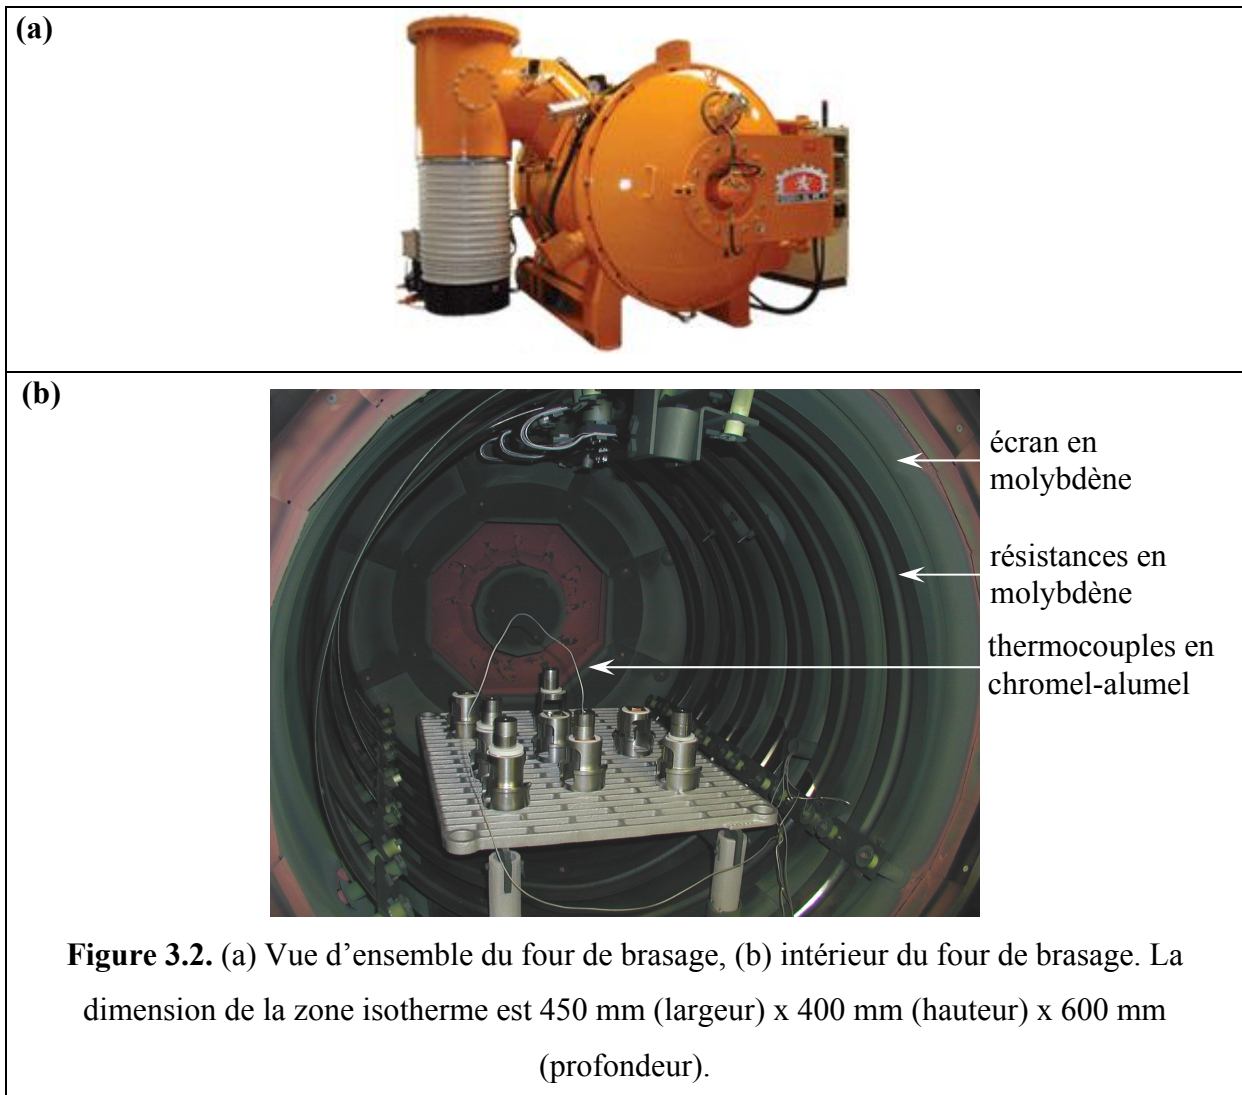 (a)
(b)
écran en
molybdène
résistances en
molybdène
thermocouples en
chromel-alumel
Figure 3.2. (a) Vue d’ensemble du four de brasage, (b) intérieur du four de brasage. La
dimension de la zone isotherme est 450 mm (largeur) x 400 mm (hauteur) x 600 mm
(profondeur).